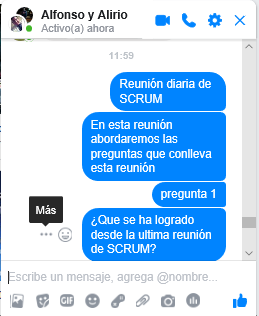 Alfonso y Alirio
Activo(a) ahora
11:59
Reunión diaria de
SCRUM
En esta reunión
abordaremos las
preguntas que conlleva
esta reunión
pregunta 1
Más
¿Que se ha logrado
desde la ultima reunión
de SCRUM?
Escribe un mensaje, agrega @nombre...
GIF